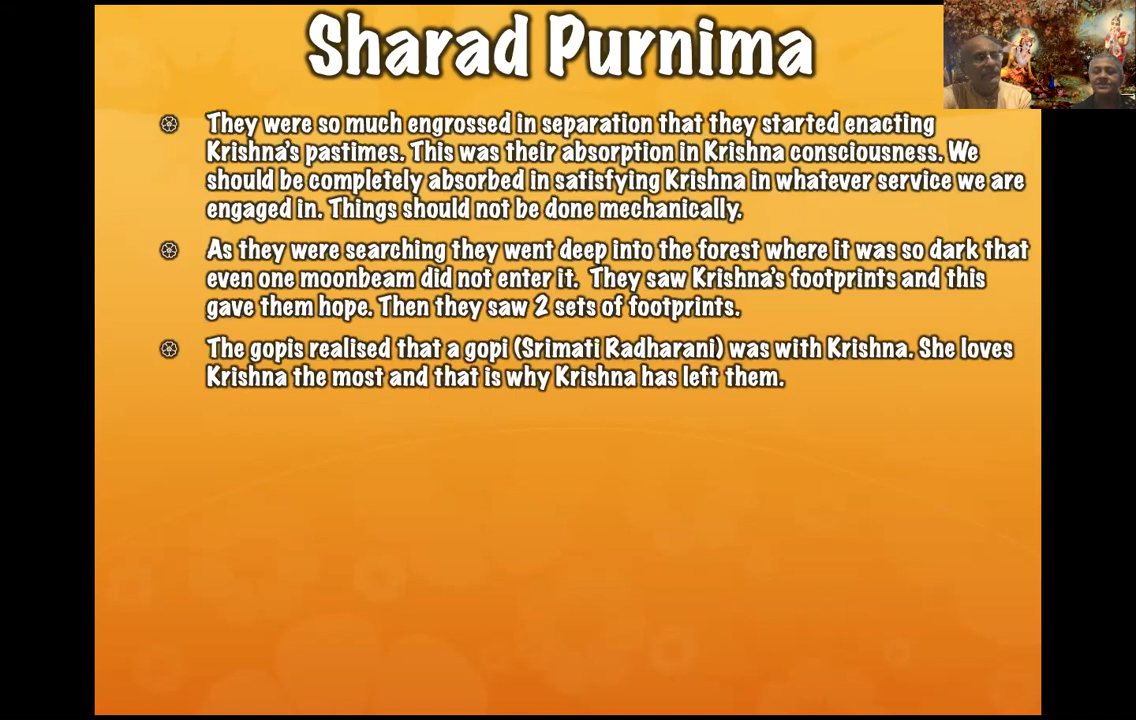 Sharad Purnima
They were so much engrossed in separation that they started enacting
Krishna's pastimes. This was their absorption in Krishna consciousness. We
should be completely absorbed in satisfying Krishna in whatever service we are
engaged in. Things should not be done mechanically.
As they were searching they went deep into the forest where it was so dark that
even one moonbeam did not enter it. They saw Krishna's footprints and this
gave them hope. Then they saw 2 sets of footprints.
The gopis realised that a gopi (Srimati Radharani) was with Krishna. She loves
Krishna the most and that is why Krishna has left them.